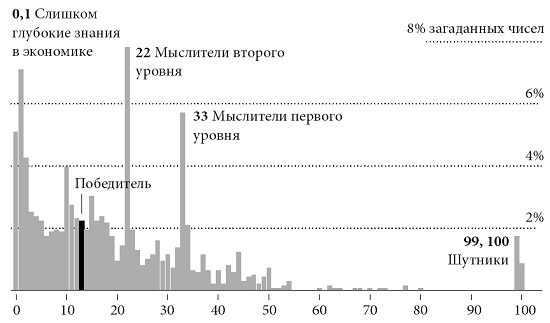 0,1 Слишком
глубокие знания
в экономике
8% загаданных чисел
22 Мыслители второго
уровня
6%
33 Мыслители первого
уровня
4%
Победитель
2%
99, 100
Шутники
0 10 20 30 40 50 60 70 80 90 100